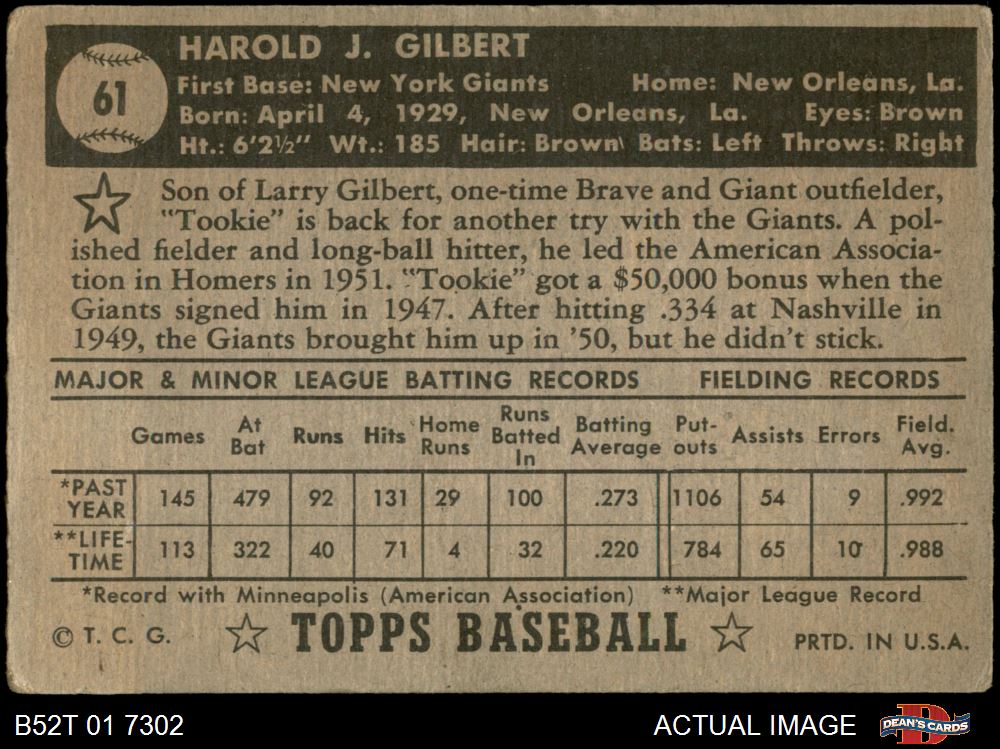 61
HAROLD J. GILBERT
First Base: New York Giants Home: New Orleans, La.
Born: April 4, 1929, New Orleans, La. Eyes: Brown
Ht.: 6'2½" Wt.: 185 Hair: Brown Bats: Left Throws: Right
Son of Larry Gilbert, one-time Brave and Giant outfielder,
"Tookie" is back for another try with the Giants. A pol-
ished fielder and long-ball hitter, he led the American Associa-
tion in Homers in 1951. "Tookie" got a $50,000 bonus when the
Giants signed him in 1947. After hitting .334 at Nashville in
1949, the Giants brought him up in '50, but he didn't stick.
MAJOR & MINOR LEAGUE BATTING RECORDS FIELDING RECORDS
Games At Bat Runs Hits Home Runs Runs Batted In Batting Average Put-outs Assists Errors Field. Avg.
*PAST YEAR 145 479 92 131 29 100 .273 1106 54 9 .992
**LIFE-TIME 113 322 40 71 4 32 .220 784 65 10 .988
*Record with Minneapolis (American Association) **Major League Record
© T. C. G. TOPPS BASEBALL PRTD. IN U.S.A.
B52T 01 7302 ACTUAL IMAGE DEAN'S CARDS